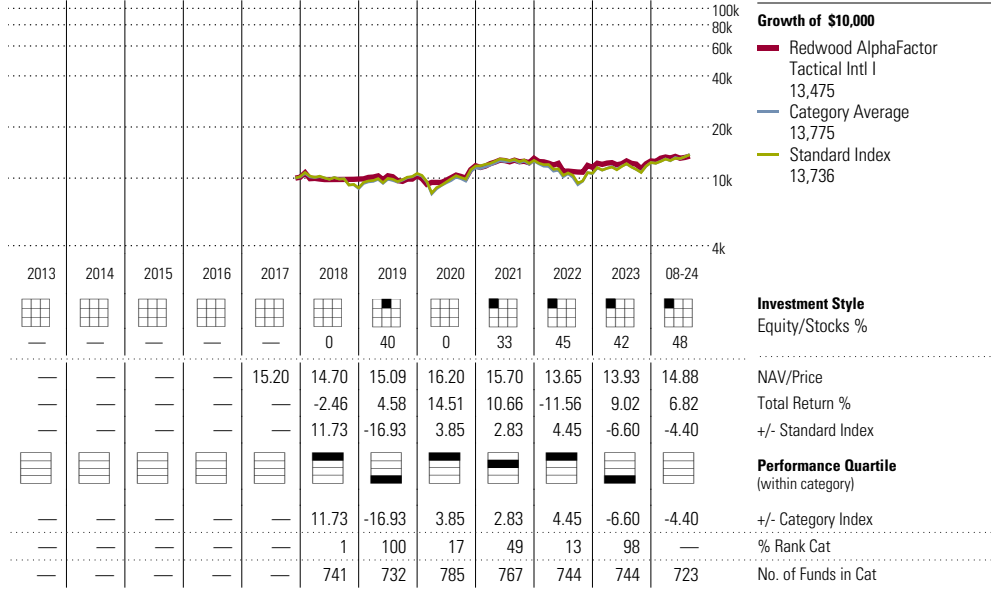 100k
80k
60k
40k
20k
10k
4k
Growth of $10,000
Redwood AlphaFactor
Tactical Intl I
13,475
Category Average
13,775
Standard Index
13,736
2013 2014 2015 2016 2017 2018 2019 2020 2021 2022 2023 08-24
Investment Style
— — — — — 0 40 0 33 45 42 48 Equity/Stocks %
— — — — 15.20 14.70 15.09 16.20 15.70 13.65 13.93 14.88 NAV/Price
— — — — — -2.46 4.58 14.51 10.66 -11.56 9.02 6.82 Total Return %
— — — — — 11.73 -16.93 3.85 2.83 4.45 -6.60 -4.40 +/- Standard Index
Performance Quartile
(within category)
— — — — — 11.73 -16.93 3.85 2.83 4.45 -6.60 -4.40 +/- Category Index
— — — — — 1 100 17 49 13 98 — % Rank Cat
— — — — — 741 732 785 767 744 744 723 No. of Funds in Cat